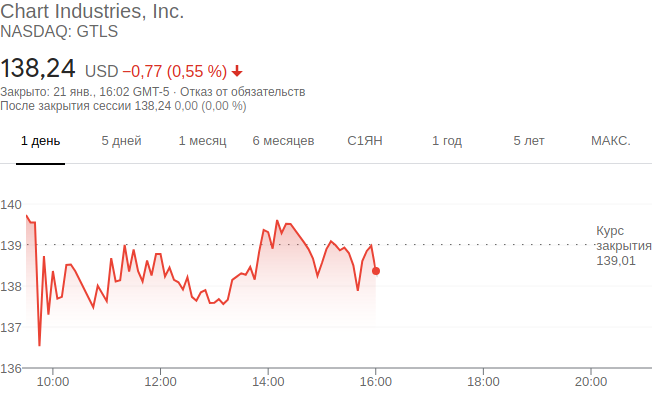 Chart Industries, Inc.
NASDAQ: GTLS
138,24 USD −0,77 (0,55 %)
Закрыто: 21 янв., 16:02 GMT-5 · Отказ от обязательств
После закрытия сессии 138,24 0,00 (0,00 %)
1 день 5 дней 1 месяц 6 месяцев С1ЯН 1 год 5 лет МАКС.
140
Курс
139 закрытия
139,01
138
137
136
10:00 12:00 14:00 16:00 18:00 20:00